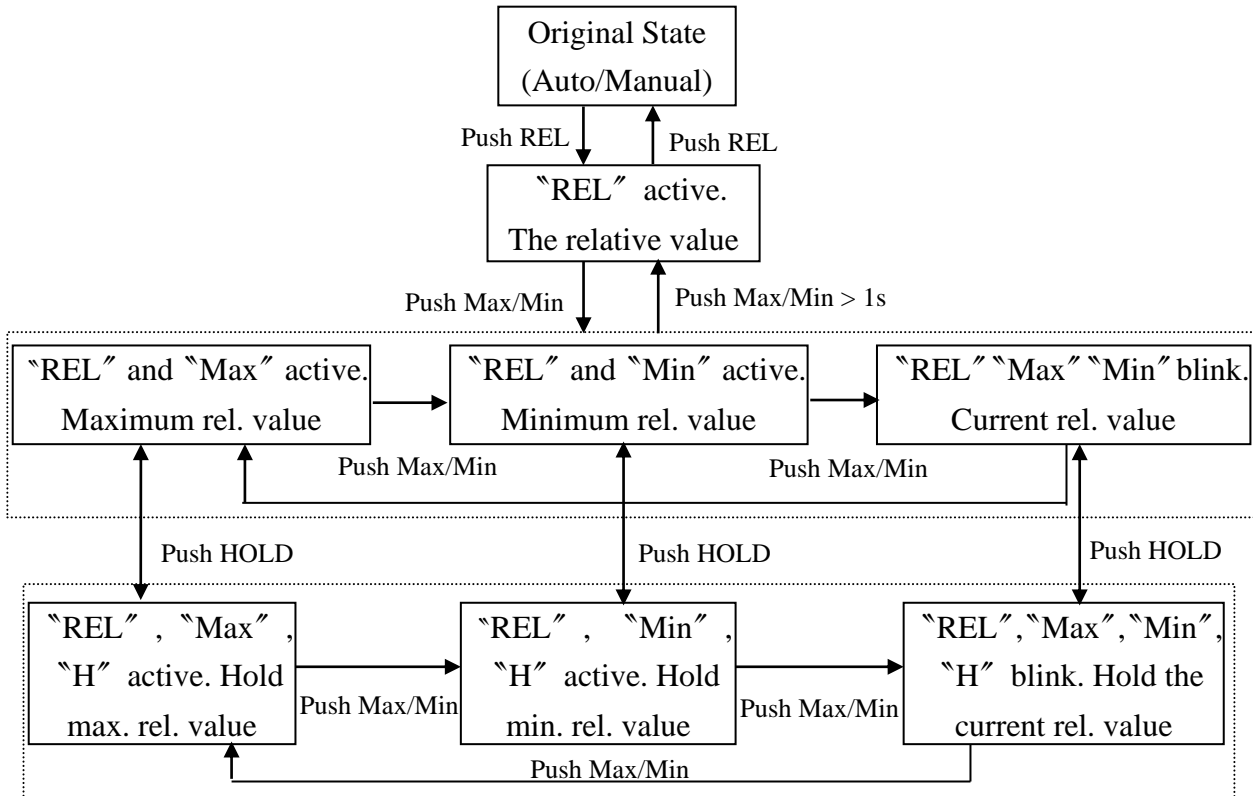 Original State
(Auto/Manual)
Push REL
Push REL
〝REL〞 active.
The relative value
Push Max/Min
Push Max/Min > 1s
〝REL〞 and 〝Max〞 active.
Maximum rel. value
〝REL〞 and 〝Min〞 active.
Minimum rel. value
〝REL〞〝Max〞〝Min〞 blink.
Current rel. value
Push Max/Min
Push Max/Min
Push HOLD
Push HOLD
Push HOLD
〝REL〞 , 〝Max〞 ,
〝H〞 active. Hold
max. rel. value
Push Max/Min
〝REL〞 , 〝Min〞 ,
〝H〞 active. Hold
min. rel. value
Push Max/Min
〝REL〞,〝Max〞,〝Min〞,
〝H〞 blink. Hold the
current rel. value
Push Max/Min